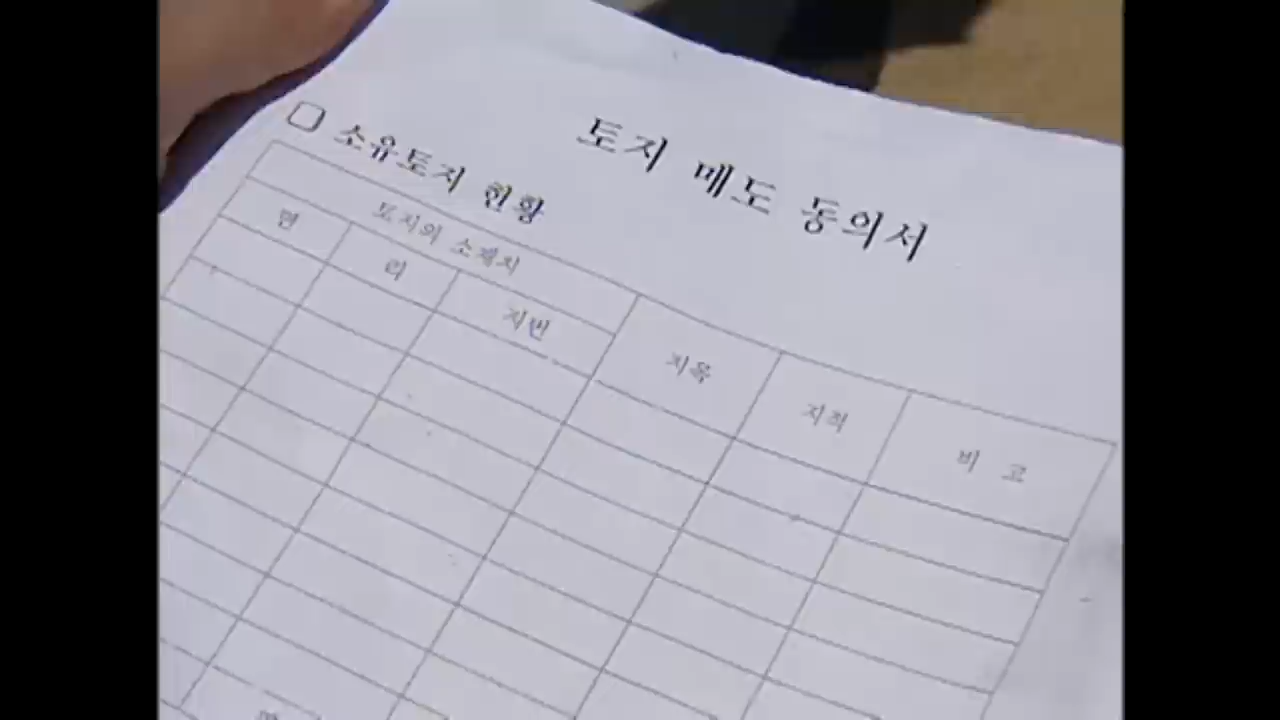 토지 매도 동의서
□ 소유토지 현황
토지의 소재지
면 리 지번 지목 지적 비 고